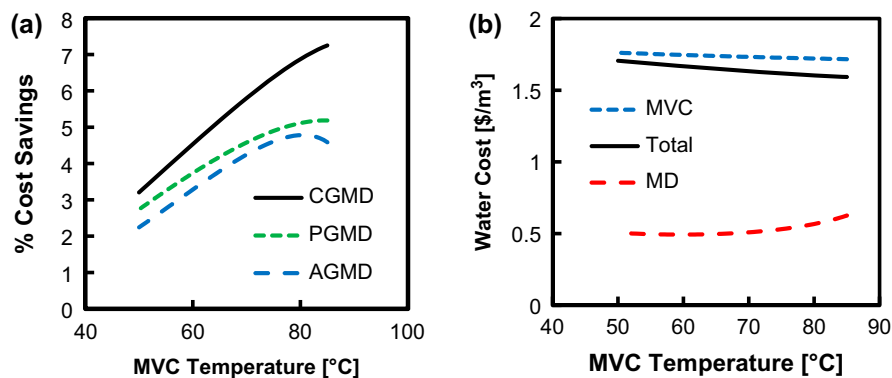 (a)
% Cost Savings
8
7
6
5
4
3
2
1
0
CGMD
PGMD
AGMD
40 60 80 100
MVC Temperature [°C]
(b)
Water Cost [$/m³]
2
1.5
1
0.5
0
MVC
Total
MD
40 50 60 70 80 90
MVC Temperature [°C]